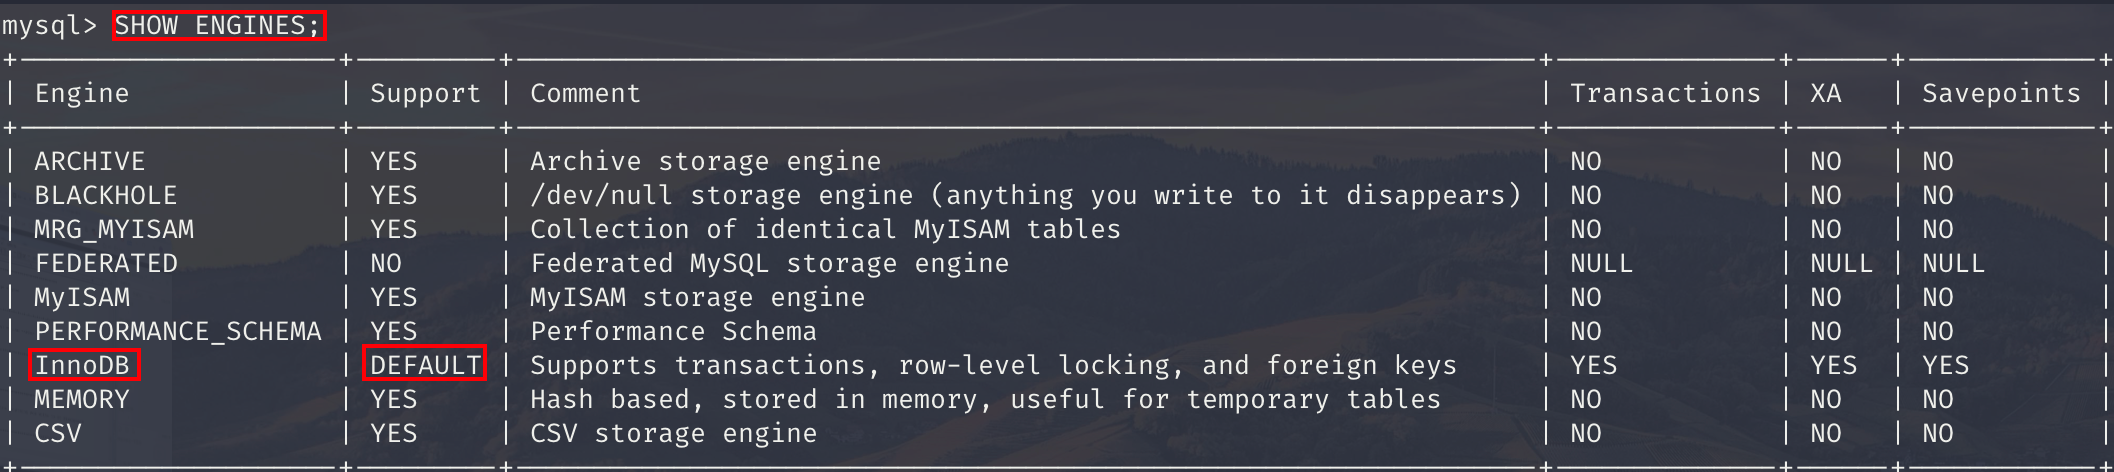 mysql> SHOW ENGINES;
+--------------------+---------+----------------------------------------------------------------+--------------+------+------------+
| Engine             | Support | Comment                                                        | Transactions | XA   | Savepoints |
+--------------------+---------+----------------------------------------------------------------+--------------+------+------------+
| ARCHIVE            | YES     | Archive storage engine                                         | NO           | NO   | NO         |
| BLACKHOLE          | YES     | /dev/null storage engine (anything you write to it disappears) | NO           | NO   | NO         |
| MRG_MYISAM         | YES     | Collection of identical MyISAM tables                          | NO           | NO   | NO         |
| FEDERATED          | NO      | Federated MySQL storage engine                                 | NULL         | NULL | NULL       |
| MyISAM             | YES     | MyISAM storage engine                                          | NO           | NO   | NO         |
| PERFORMANCE_SCHEMA | YES     | Performance Schema                                             | NO           | NO   | NO         |
| InnoDB             | DEFAULT | Supports transactions, row-level locking, and foreign keys     | YES          | YES  | YES        |
| MEMORY             | YES     | Hash based, stored in memory, useful for temporary tables      | NO           | NO   | NO         |
| CSV                | YES     | CSV storage engine                                             | NO           | NO   | NO         |
+--------------------+---------+----------------------------------------------------------------+--------------+------+------------+